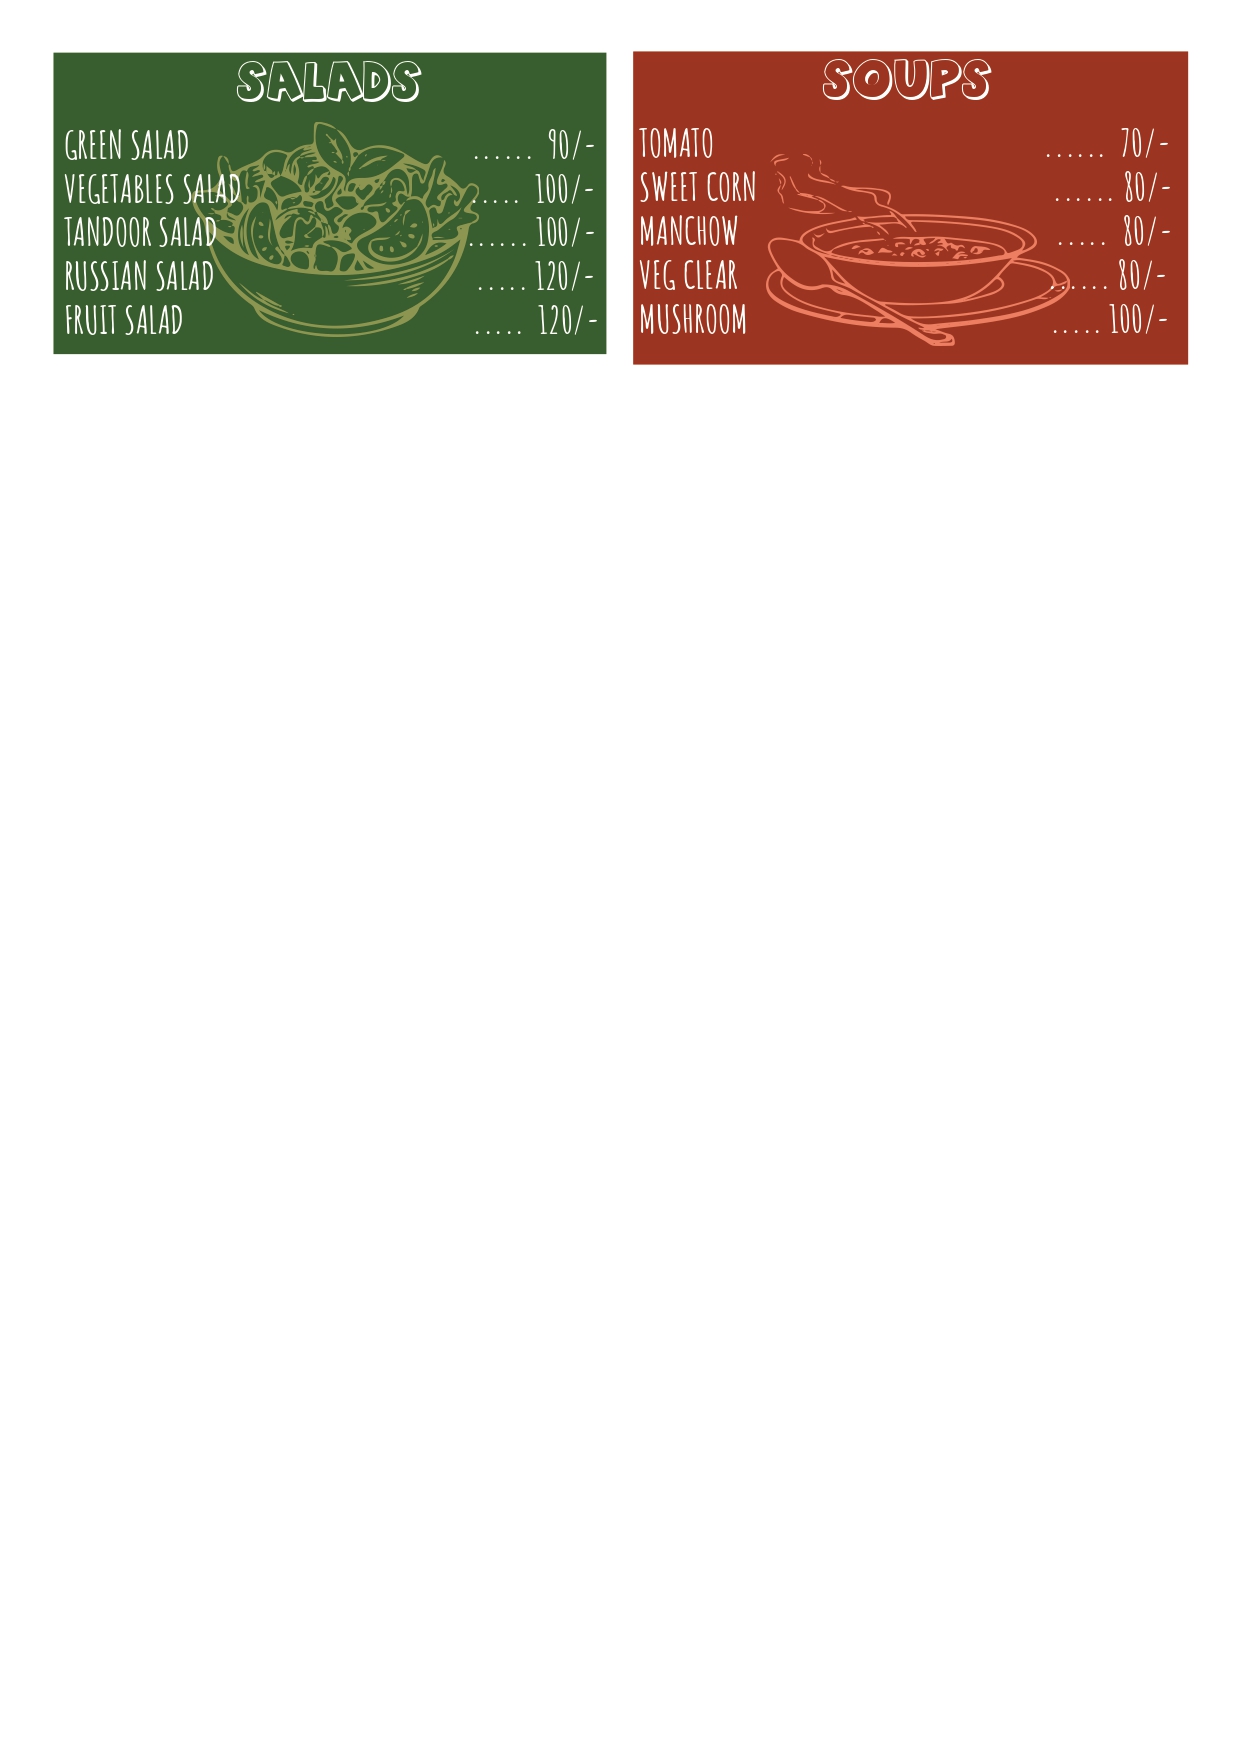 SALADS
GREEN SALAD ...... 90/-
VEGETABLES SALAD ..... 100/-
TANDOOR SALAD ...... 100/-
RUSSIAN SALAD ..... 120/-
FRUIT SALAD ..... 120/-
SOUPS
TOMATO ...... 70/-
SWEET CORN ...... 80/-
MANCHOW ..... 80/-
VEG CLEAR ...... 80/-
MUSHROOM ..... 100/-